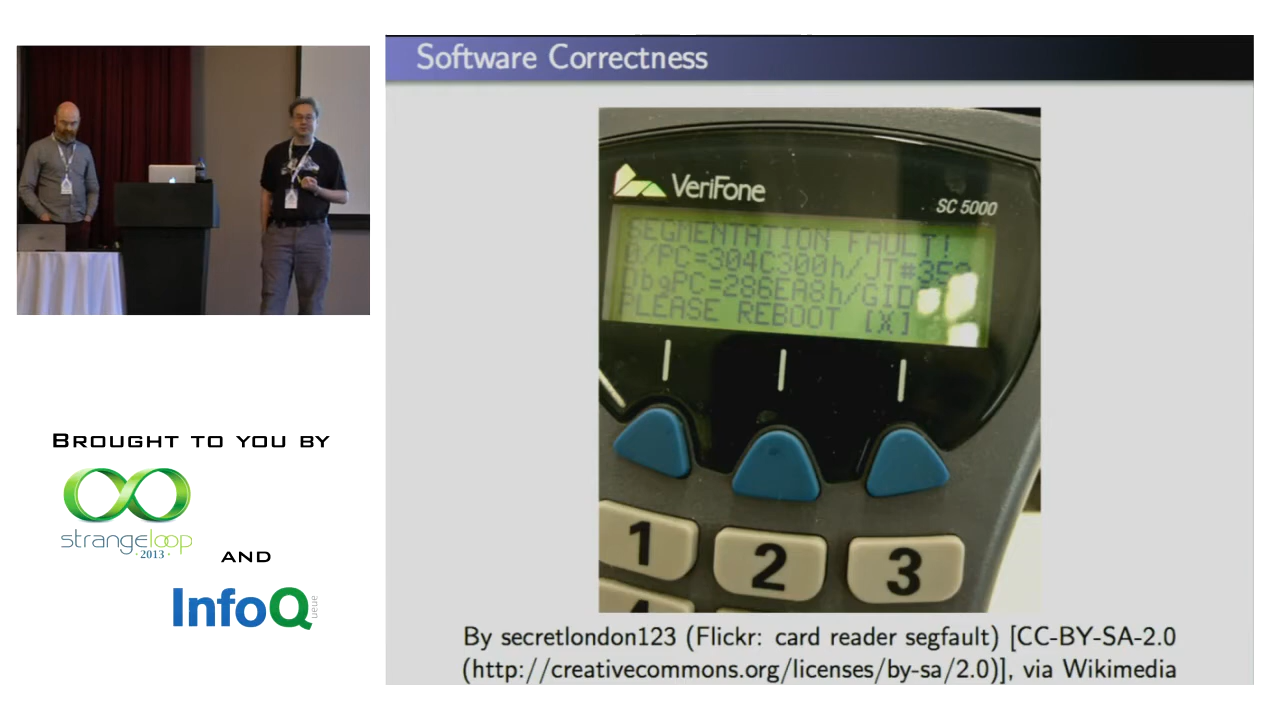 Software Correctness
VeriFone
SC 5000
SEGMENTATION FAULT!
0/PC=304C300h/JT#35
DbgPC=286EA8h/GID
PLEASE REBOOT [X]
1
2
3
BROUGHT TO YOU BY
strangeloop
· 2013 ·
AND
InfoQ
By secretlondon123 (Flickr: card reader segfault) [CC-BY-SA-2.0
(http://creativecommons.org/licenses/by-sa/2.0)], via Wikimedia